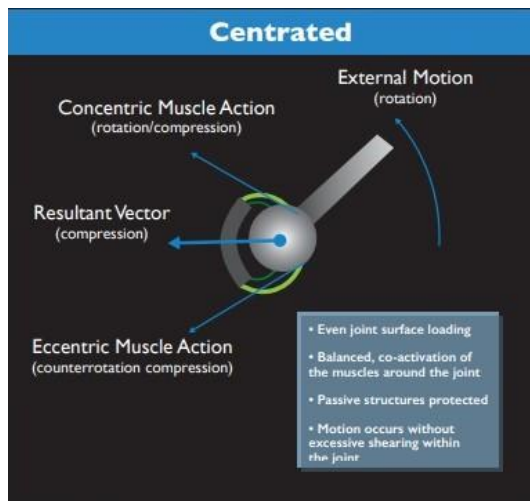 Centrated
External Motion
(rotation)
Concentric Muscle Action
(rotation/compression)
Resultant Vector
(compression)
Eccentric Muscle Action
(counterrotation compression)
• Even joint surface loading
• Balanced, co-activation of
the muscles around the joint
• Passive structures protected
• Motion occurs without
excessive shearing within
the joint